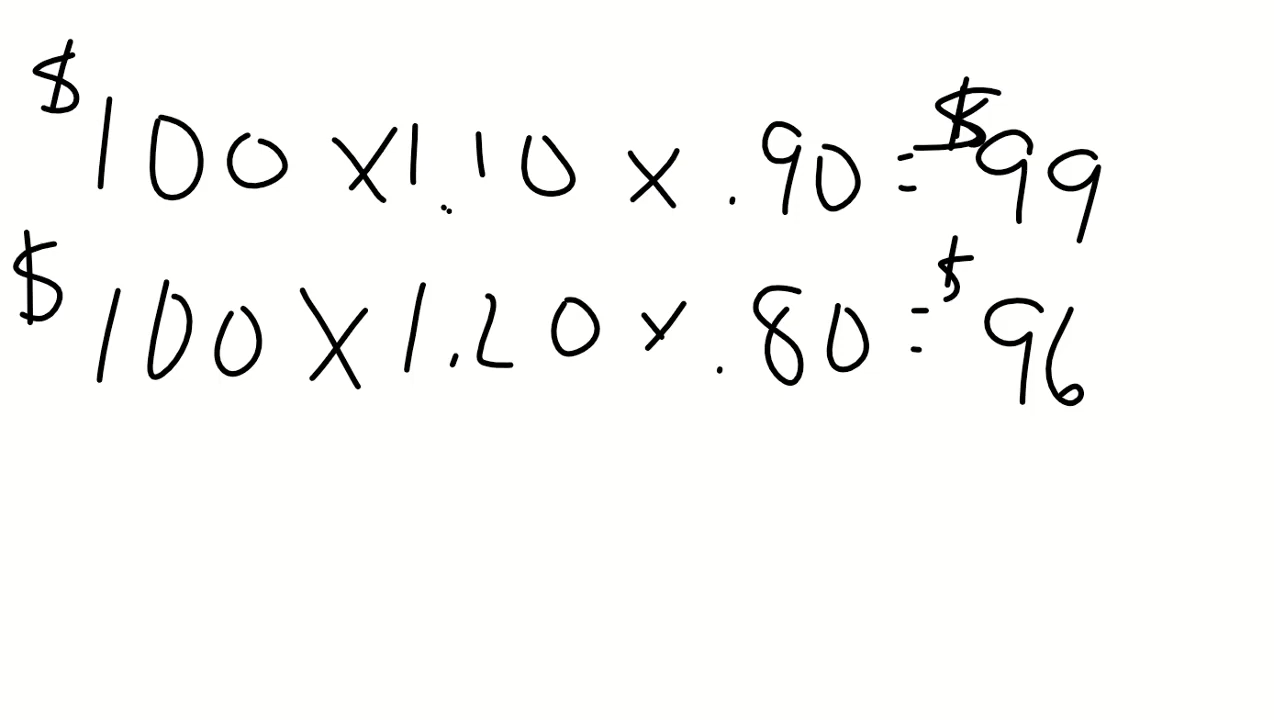 $100 x 1.10 x .90 = $99
$100 x 1.20 x .80 = $96